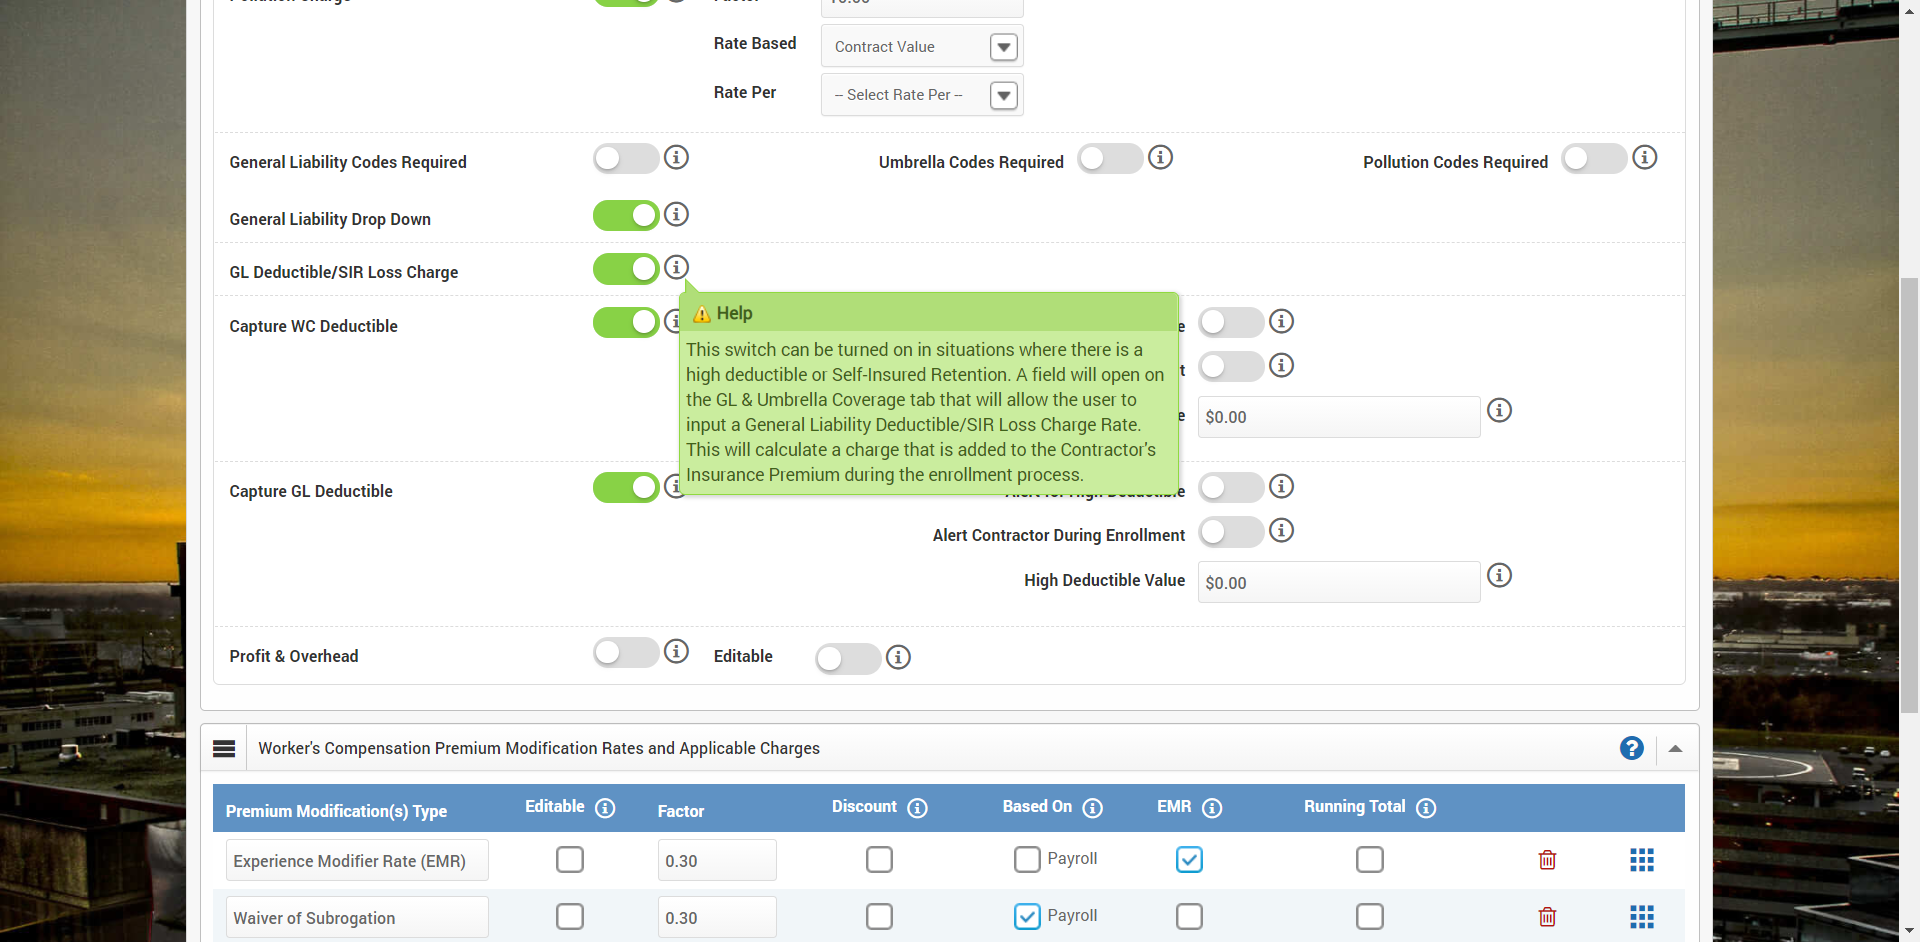 Factor
Rate Based Contract Value
Rate Per -- Select Rate Per --
General Liability Codes Required Umbrella Codes Required Pollution Codes Required
General Liability Drop Down
GL Deductible/SIR Loss Charge
Help
Capture WC Deductible e
This switch can be turned on in situations where there is a
high deductible or Self-Insured Retention. A field will open on
the GL & Umbrella Coverage tab that will allow the user to
input a General Liability Deductible/SIR Loss Charge Rate.
This will calculate a charge that is added to the Contractor's
Insurance Premium during the enrollment process.
t
e $0.00
Capture GL Deductible Alert for High Deductible
Alert Contractor During Enrollment
High Deductible Value $0.00
Profit & Overhead Editable
Worker's Compensation Premium Modification Rates and Applicable Charges
Premium Modification(s) Type Editable Factor Discount Based On EMR Running Total
Experience Modifier Rate (EMR) 0.30 Payroll
Waiver of Subrogation 0.30 Payroll